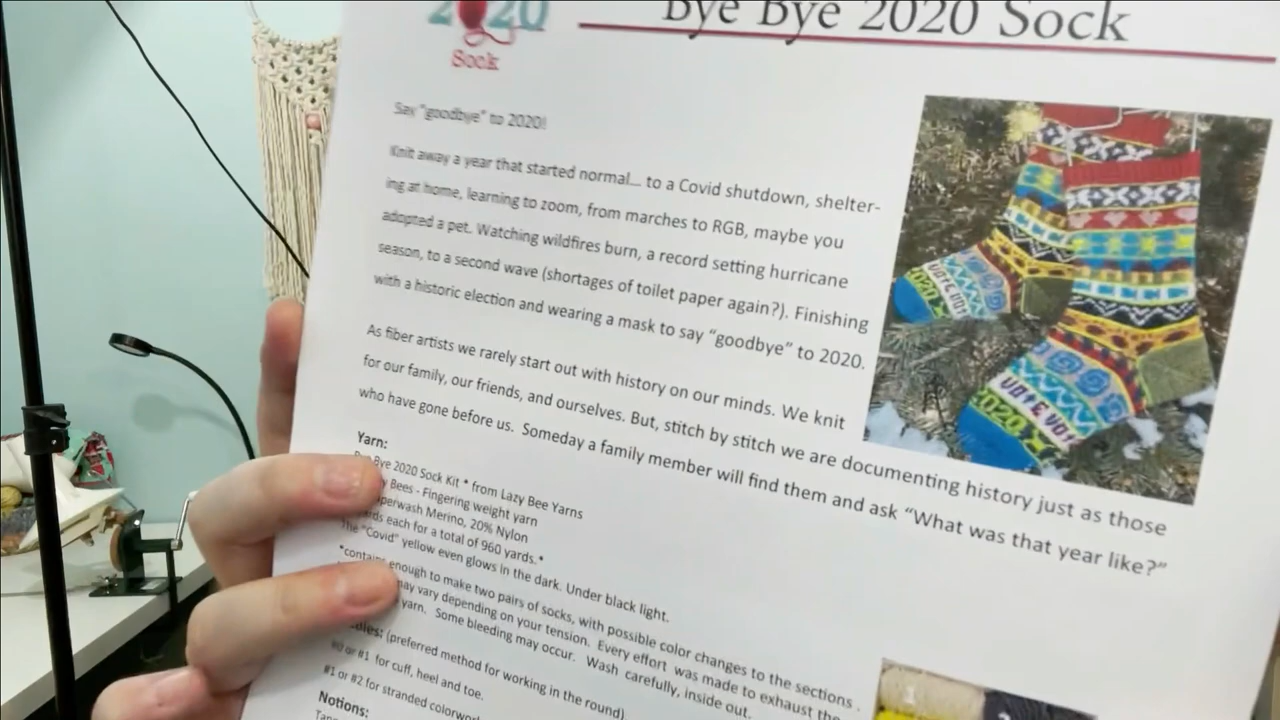 2020
Sock
Bye Bye 2020 Sock
Say "goodbye" to 2020!
Knit away a year that started normal... to a Covid shutdown, shelter-
ing at home, learning to zoom, from marches to RGB, maybe you
adopted a pet. Watching wildfires burn, a record setting hurricane
season, to a second wave (shortages of toilet paper again?). Finishing
with a historic election and wearing a mask to say "goodbye" to 2020.
As fiber artists we rarely start out with history on our minds. We knit
for our family, our friends, and ourselves. But, stitch by stitch we are documenting history just as those
who have gone before us. Someday a family member will find them and ask "What was that year like?"
Yarn:
Bye 2020 Sock Kit * from Lazy Bee Yarns
Bees - Fingering weight yarn
Merino, 20% Nylon
each for a total of 960 yards.*
The "Covid" yellow even glows in the dark. Under black light.
*contains enough to make two pairs of socks, with possible color changes to the sections.
may vary depending on your tension. Every effort was made to exhaust the
yarn. Some bleeding may occur. Wash carefully, inside out.
(preferred method for working in the round)
#0 or #1 for cuff, heel and toe.
#1 or #2 for stranded
Notions:
VOTE VOT
2020
VOTE VOT
2020